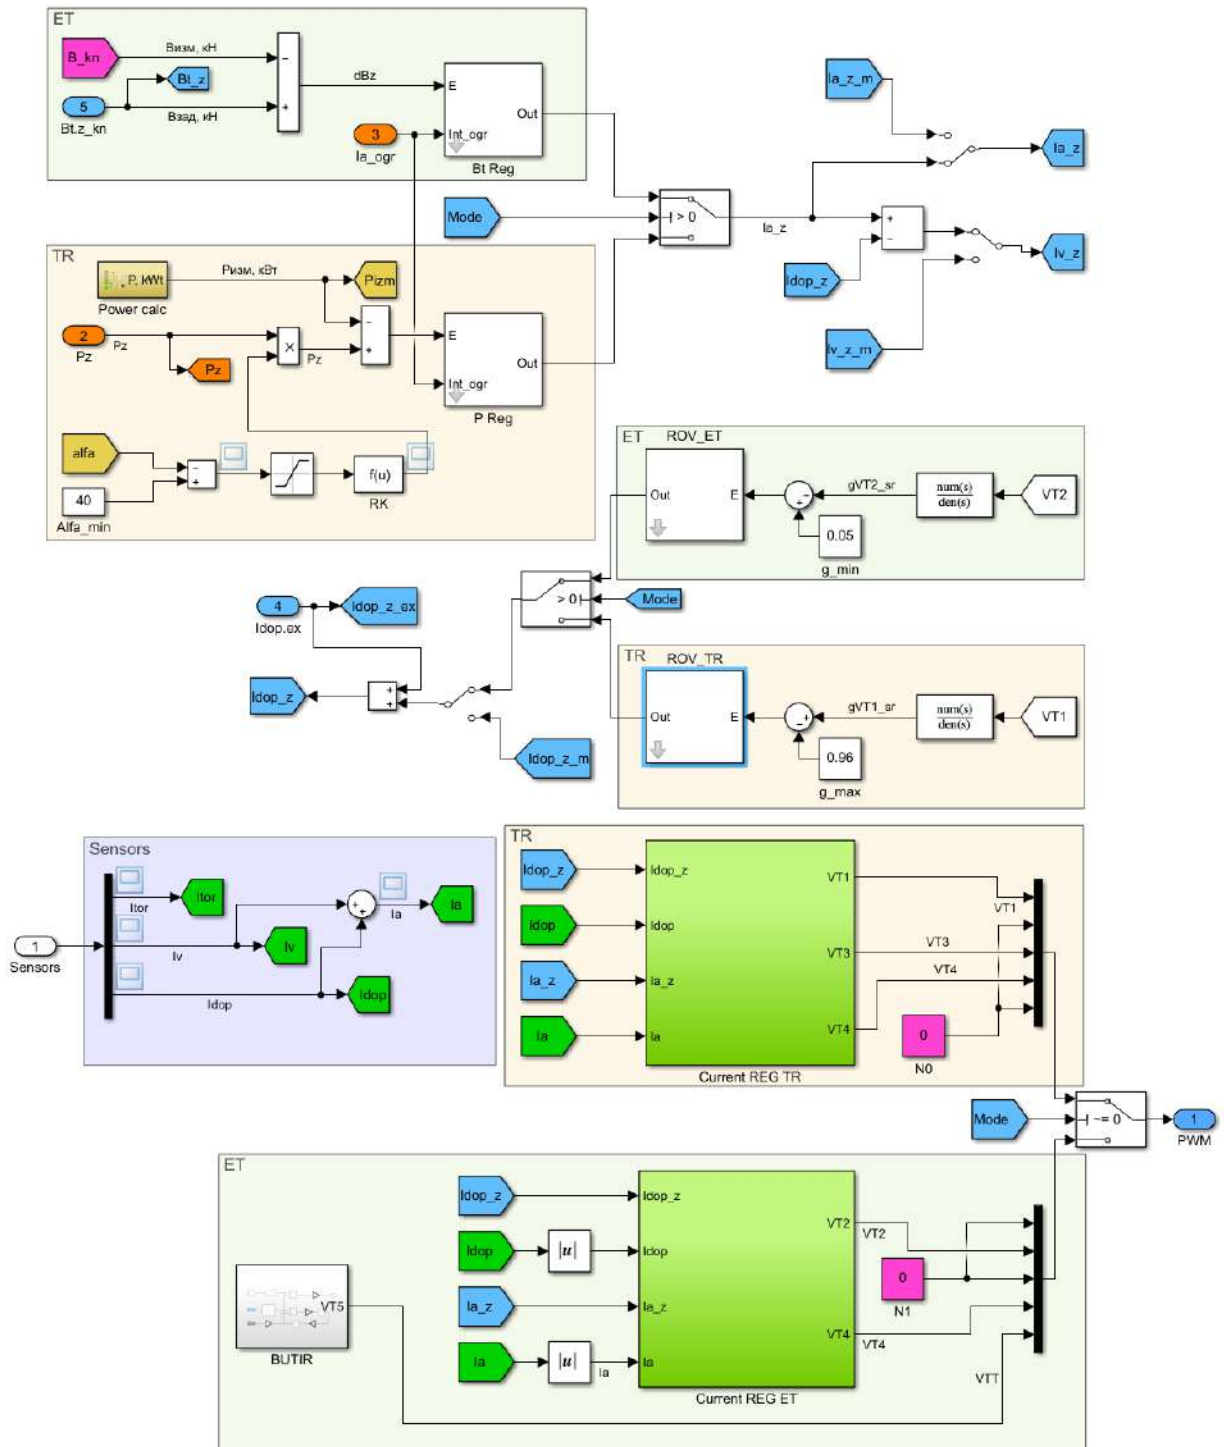 ET
B_kn
Bизм, кН
Bt_z
dBz
5
Bt.z_kn
Bзад, кН
−
+
E
Out
3
Ia_ogr
Int_ogr
Bt Reg
Ia_z_m
Ia_z
Mode
> 0
Ia_z
+
−
Iv_z
Idop_z
Iv_z_m
TR
P, kWt
Power calc
Pизм, кВт
Pizm
2
Pz
Pz
Pz
×
Pz
−
+
E
Out
Int_ogr
P Reg
alfa
40
Alfa_min
−
+
f(u)
RK
ET
ROV_ET
Out
E
−
+
gVT2_sr
num(s)
den(s)
VT2
0.05
g_min
> 0
Mode
4
Idop.ex
Idop_z_ex
Idop_z
+
+
Idop_z_m
TR
ROV_TR
Out
E
+
−
gVT1_sr
num(s)
den(s)
VT1
0.96
g_max
Sensors
1
Sensors
Itor
Itor
Iv
Iv
Idop
Idop
+
+
Ia
Ia
TR
Idop_z
Idop_z
Idop
Idop
Ia_z
Ia_z
Ia
Ia
VT1
VT1
VT3
VT3
VT4
VT4
0
N0
Current REG TR
Mode
~= 0
1
PWM
ET
Idop_z
Idop_z
Idop
|u|
Idop
Ia_z
Ia_z
Ia
|u|
Ia
Ia
VT2
VT2
VT4
VT4
0
N1
Current REG ET
VT5
BUTIR
VTT